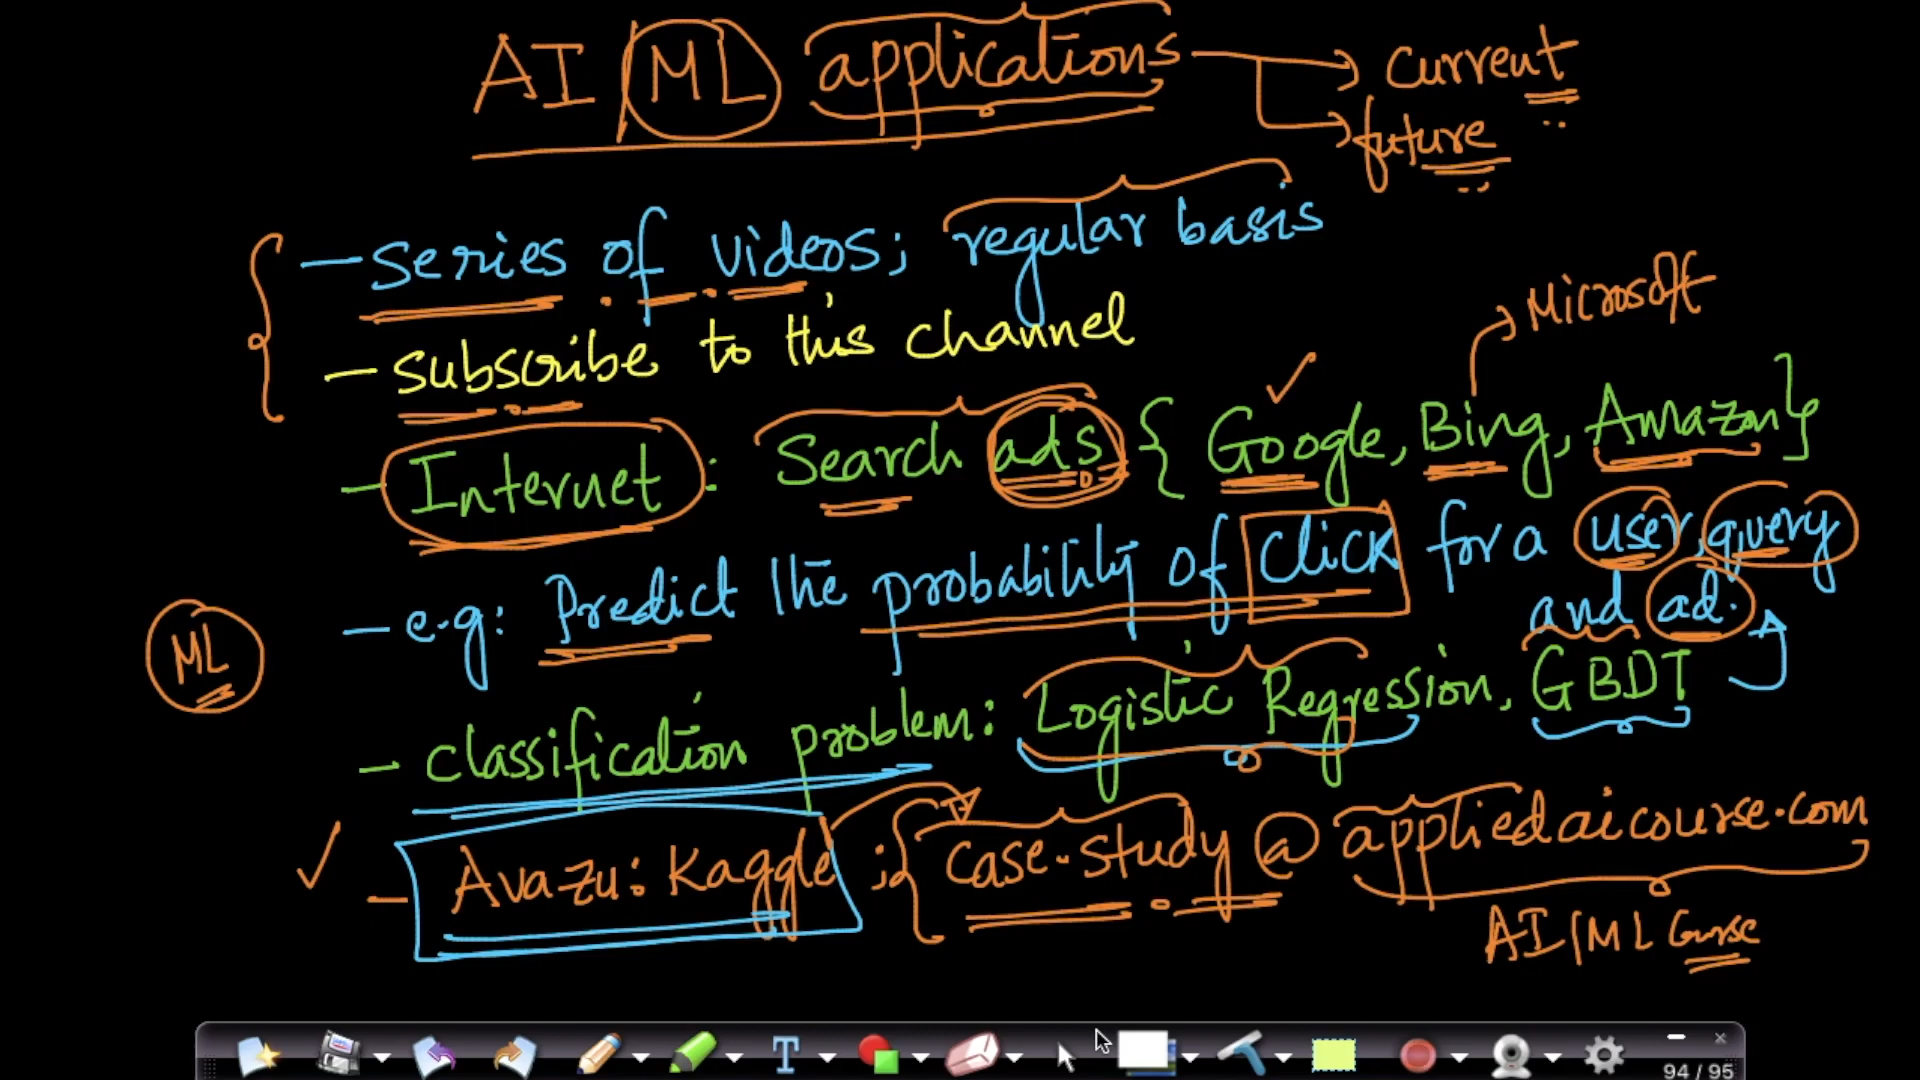 AI ML applications
current
future
- series of videos; regular basis
- subscribe to this channel
Microsoft
- Internet: Search ads { Google, Bing, Amazon}
- e.g: Predict the probability of click for a user, query
and ad.
ML
- classification problem: Logistic Regression, GBDT
- Avazu: Kaggle ; case-study @ appliedaicourse.com
AI/ML Course
T
94 / 95